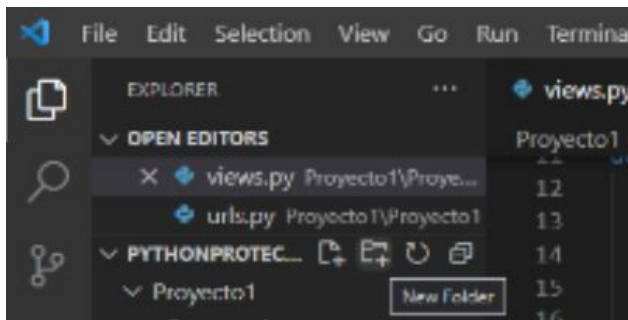 File Edit Selection View Go Run Termina
EXPLORER ... views.py
OPEN EDITORS Proyecto1
views.py Proyecto1\Proye...
12
urls.py Proyecto1\Proyecto1 13
PYTHONPROTEC... 14
Proyecto1 New Folder 15
16